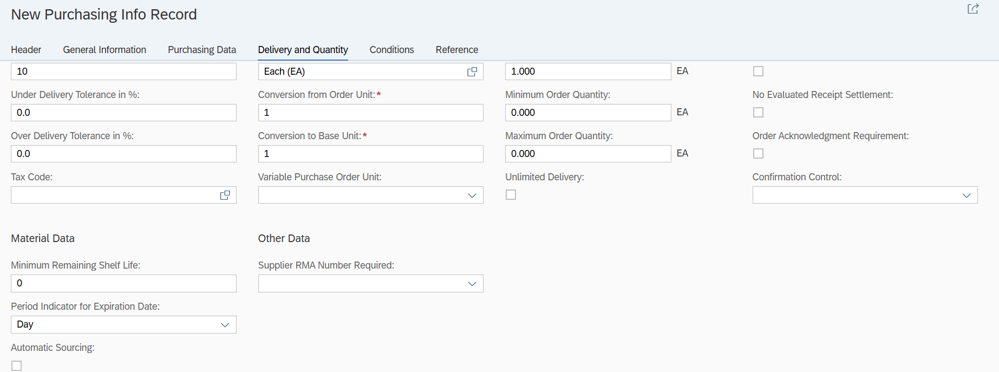 New Purchasing Info Record
Header General Information Purchasing Data Delivery and Quantity Conditions Reference
10 Each (EA) 1.000 EA
Under Delivery Tolerance in %: Conversion from Order Unit:* Minimum Order Quantity: No Evaluated Receipt Settlement:
0.0 1 0.000 EA
Over Delivery Tolerance in %: Conversion to Base Unit:* Maximum Order Quantity: Order Acknowledgment Requirement:
0.0 1 0.000 EA
Tax Code: Variable Purchase Order Unit: Unlimited Delivery: Confirmation Control:
Material Data Other Data
Minimum Remaining Shelf Life: Supplier RMA Number Required:
0
Period Indicator for Expiration Date:
Day
Automatic Sourcing: